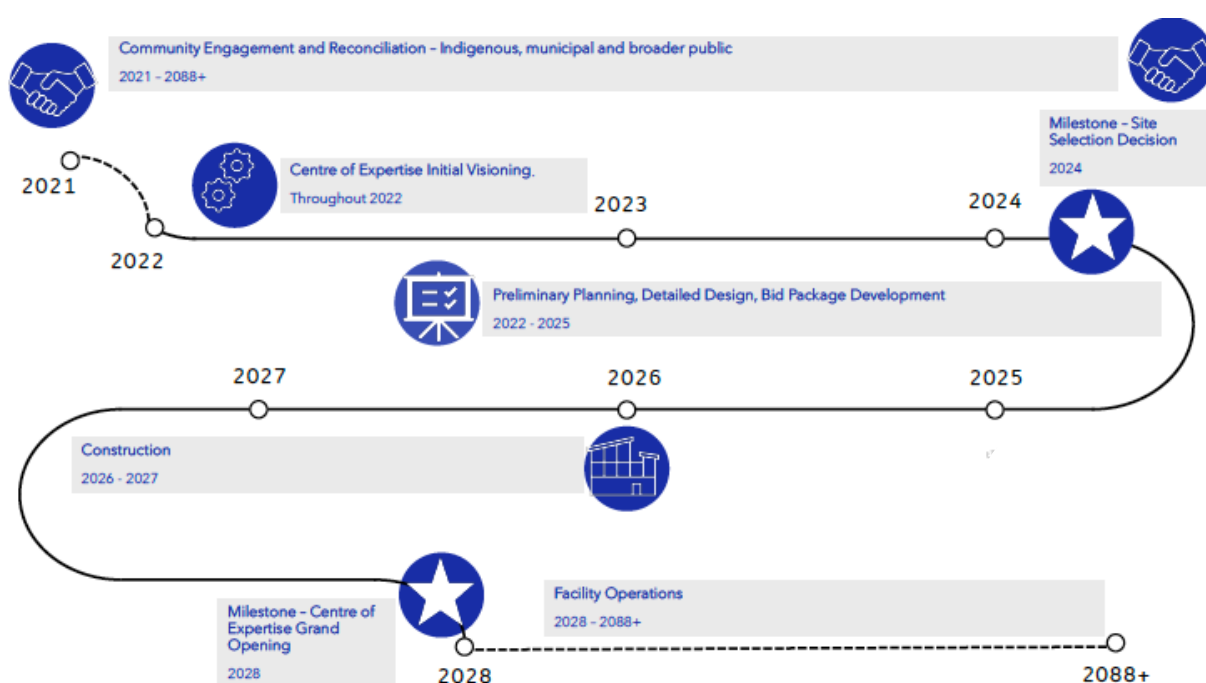 Community Engagement and Reconciliation – Indigenous, municipal and broader public
2021 – 2088+
Milestone – Site
Selection Decision
2024
2021
Centre of Expertise Initial Visioning.
Throughout 2022
2022
2023
2024
Preliminary Planning, Detailed Design, Bid Package Development
2022 - 2025
2027
2026
2025
Construction
2026 - 2027
Milestone – Centre of
Expertise Grand
Opening
2028
Facility Operations
2028 – 2088+
2028
2088+